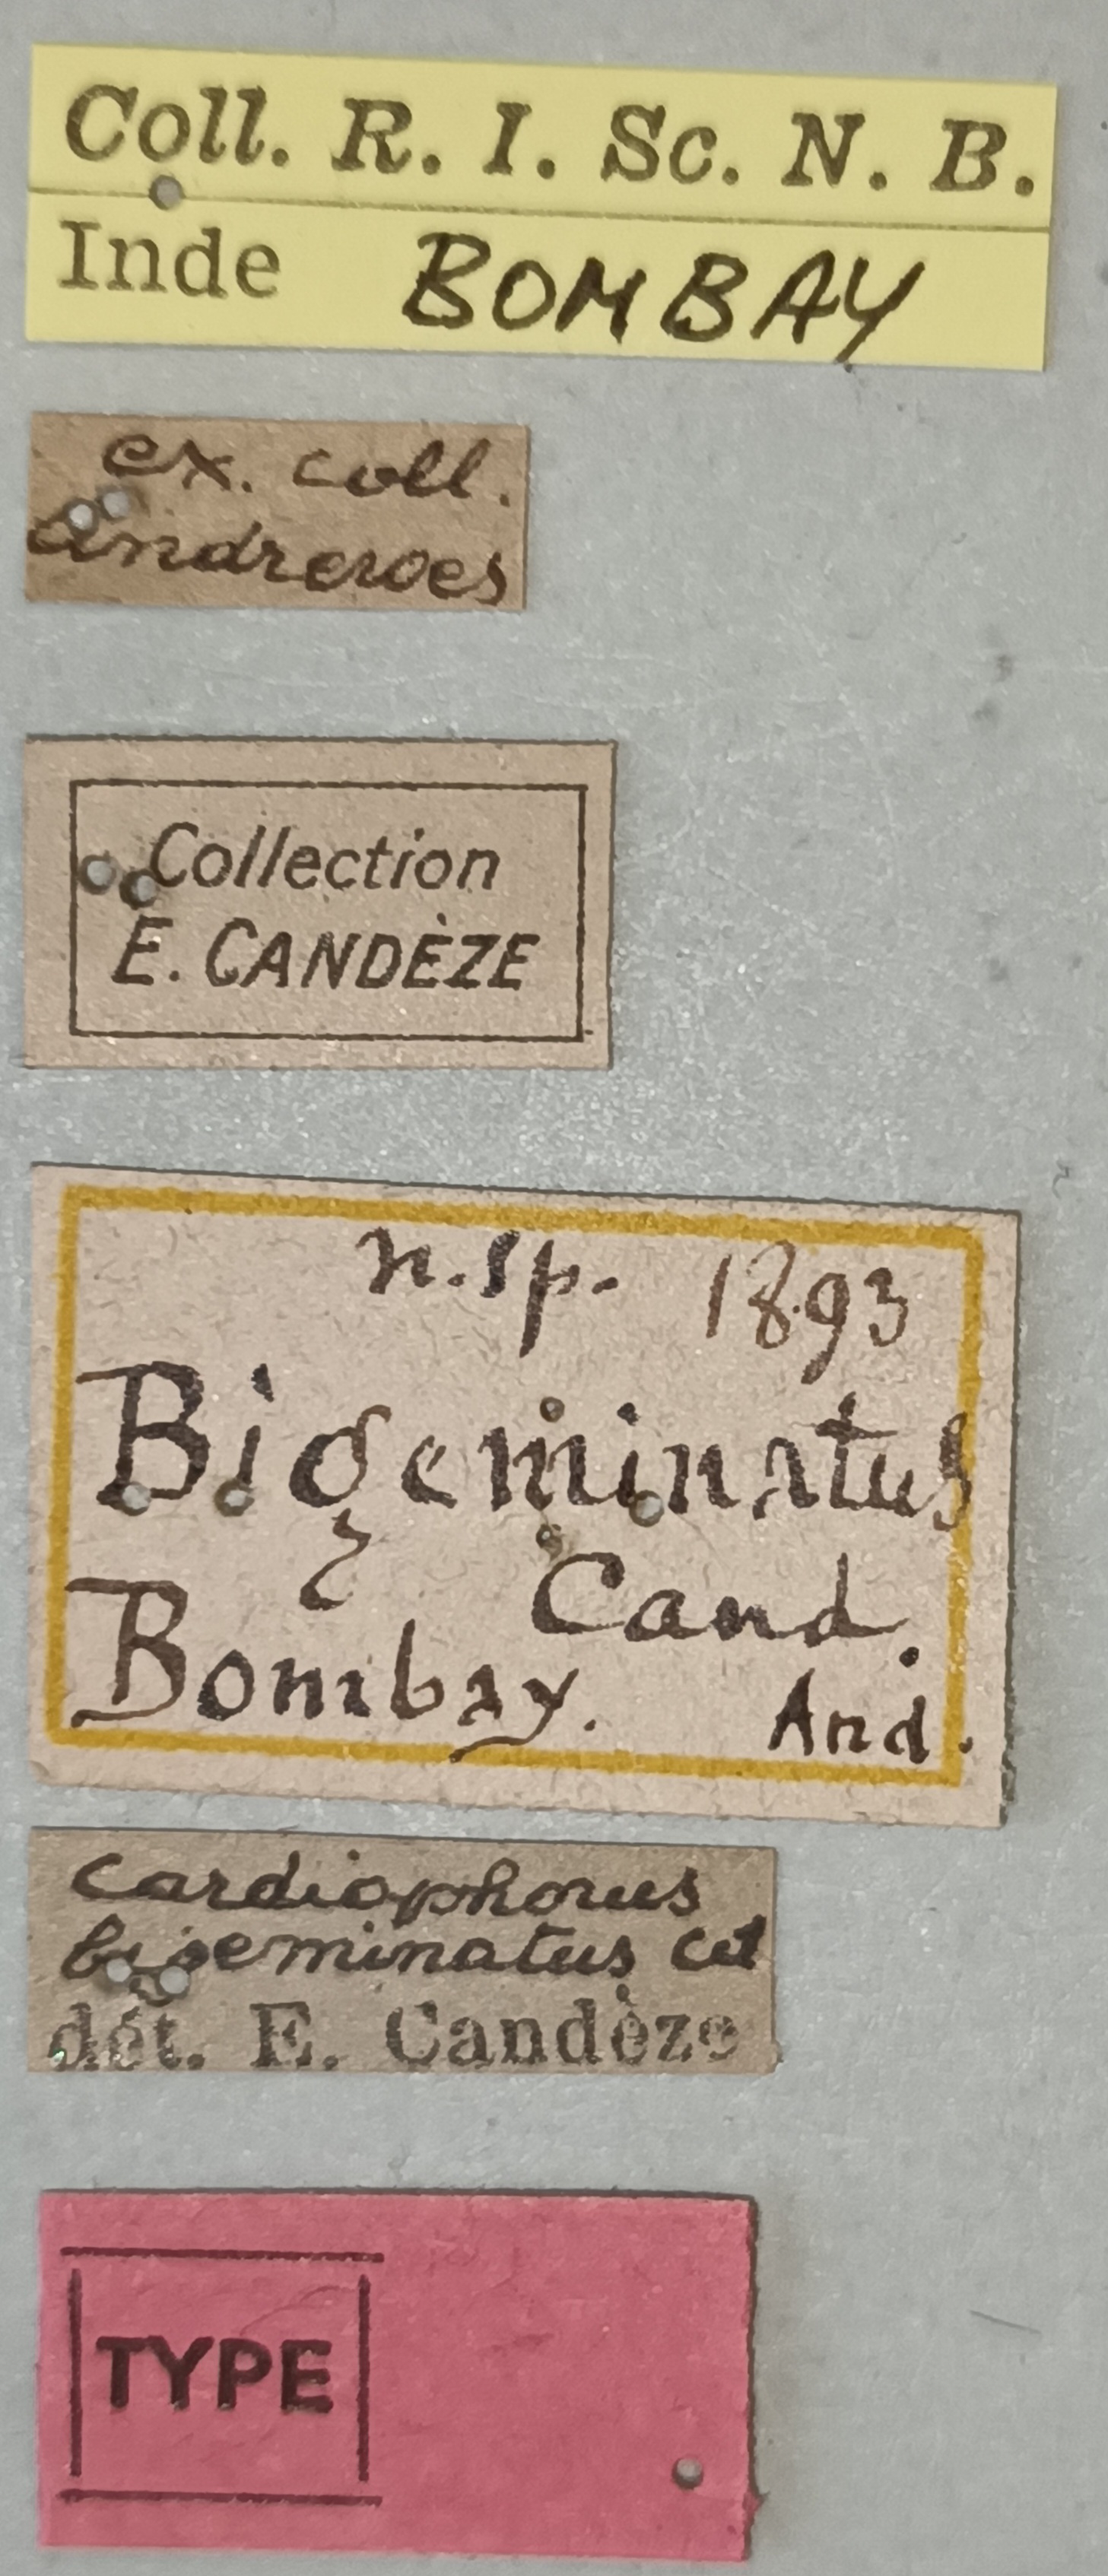 Coll. R. I. Sc. N. B.
Inde BOMBAY
ex. coll.
andrewes
Collection
E. CANDÈZE
n. sp. 1893
Bigeminatus
Cand.
Bombay. And.
Cardiophorus
bigeminatus cd
dét. E. Candèze
TYPE